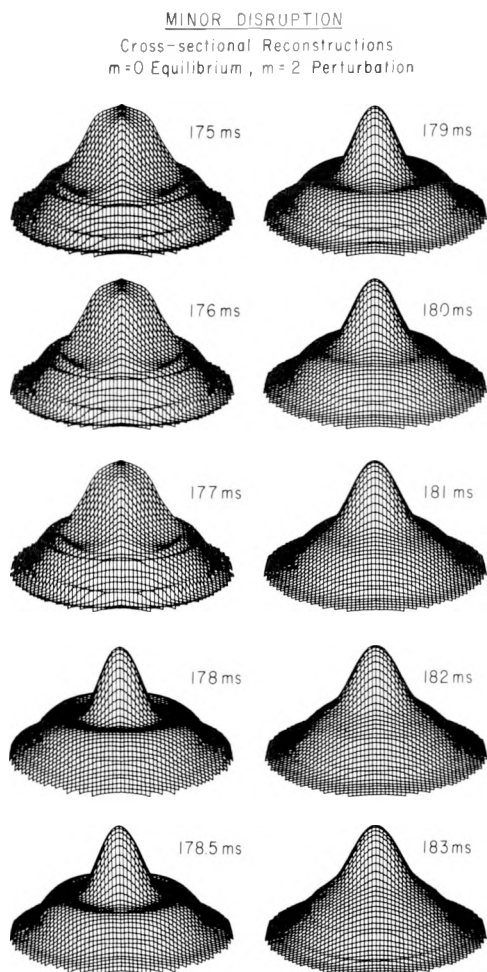 MINOR DISRUPTION
Cross-sectional Reconstructions
m=0 Equilibrium, m=2 Perturbation
175 ms
179 ms
176 ms
180 ms
177 ms
181 ms
178 ms
182 ms
178.5 ms
183 ms